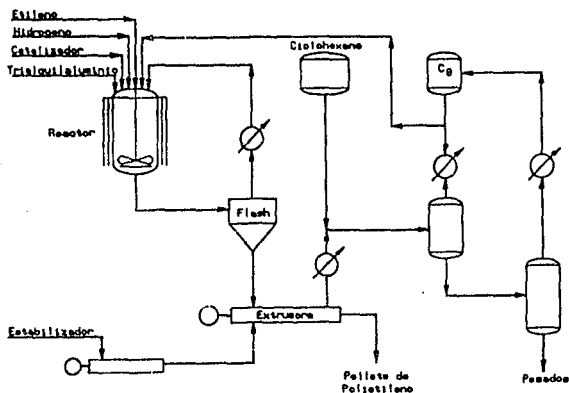 Etileno
Hidrogeno
Catalizador
Trialquilaluminio
Ciclohexano
C8
Reactor
Flash
Extrusora
Estabilizador
Pellets de
Polietileno
Pesados